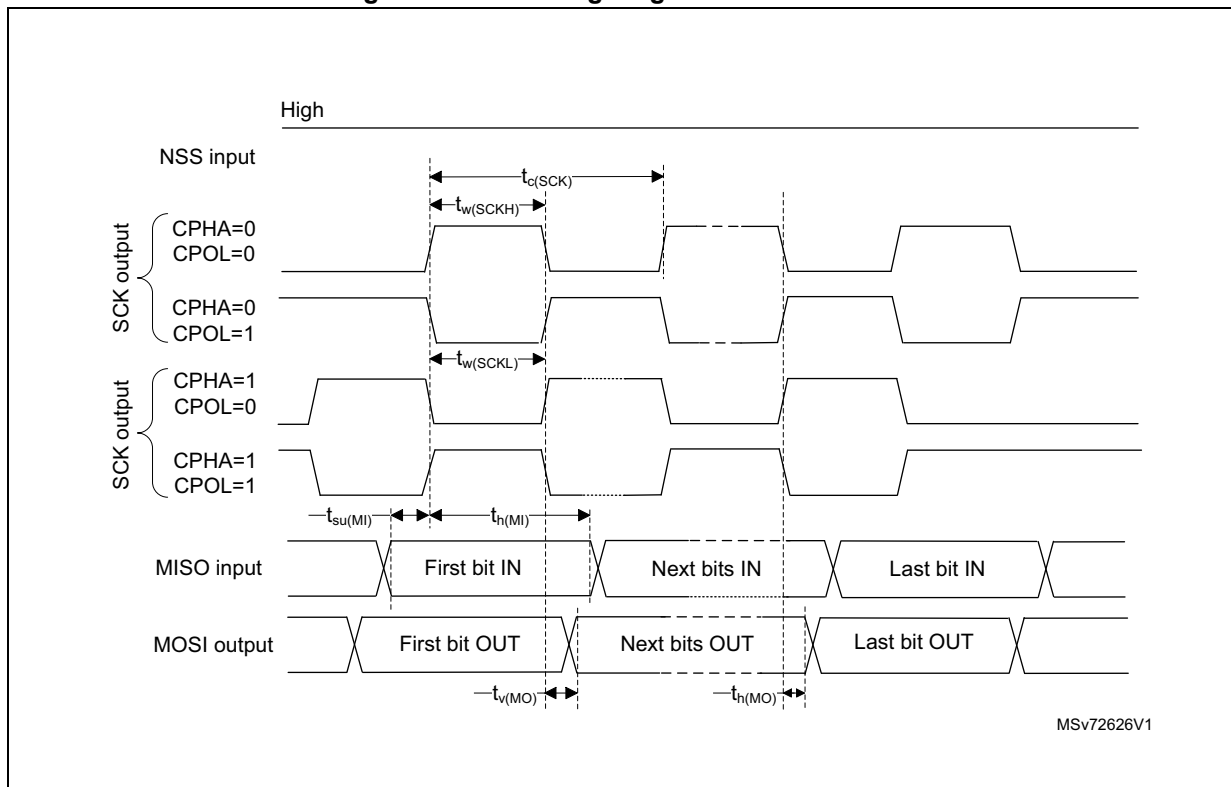 High
NSS input
tc(SCK)
tw(SCKH)
SCK output
CPHA=0
CPOL=0
CPHA=0
CPOL=1
tw(SCKL)
SCK output
CPHA=1
CPOL=0
CPHA=1
CPOL=1
tsu(MI)
th(MI)
MISO input
First bit IN
Next bits IN
Last bit IN
MOSI output
First bit OUT
Next bits OUT
Last bit OUT
tv(MO)
th(MO)
MSv72626V1